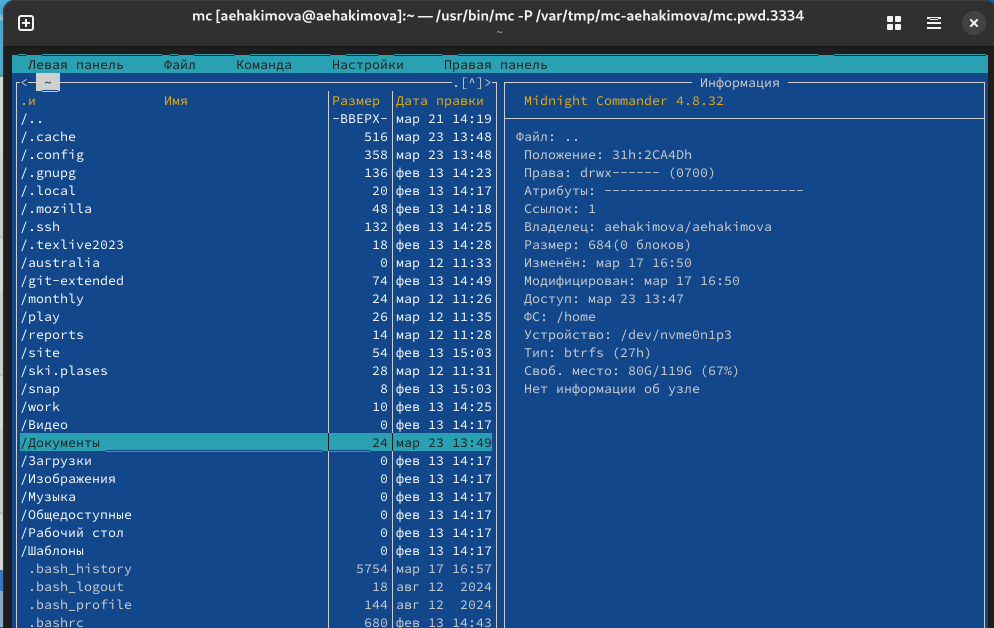 mc [aehakimova@aehakimova]:~ — /usr/bin/mc -P /var/tmp/mc-aehakimova/mc.pwd.3334
~
Левая панель Файл Команда Настройки Правая панель
<─ ~ .[^]>
.и Имя Размер Дата правки
/.. -ВВЕРХ- мар 21 14:19
/.cache 516 мар 23 13:48
/.config 358 мар 23 13:48
/.gnupg 136 фев 13 14:23
/.local 20 фев 13 14:17
/.mozilla 48 фев 13 14:18
/.ssh 132 фев 13 14:25
/.texlive2023 18 фев 13 14:28
/australia 0 мар 12 11:33
/git-extended 74 фев 13 14:49
/monthly 24 мар 12 11:26
/play 26 мар 12 11:35
/reports 14 мар 12 11:28
/site 54 фев 13 15:03
/ski.plases 28 мар 12 11:31
/snap 8 фев 13 15:03
/work 10 фев 13 14:25
/Видео 0 фев 13 14:17
/Документы 24 мар 23 13:49
/Загрузки 0 фев 13 14:17
/Изображения 0 фев 13 14:17
/Музыка 0 фев 13 14:17
/Общедоступные 0 фев 13 14:17
/Рабочий стол 0 фев 13 14:17
/Шаблоны 0 фев 13 14:17
.bash_history 5754 мар 17 16:57
.bash_logout 18 авг 12 2024
.bash_profile 144 авг 12 2024
.bashrc 680 фев 13 14:43
Информация
Midnight Commander 4.8.32
Файл: ..
Положение: 31h:2CA4Dh
Права: drwx------ (0700)
Атрибуты: -------------------------
Ссылок: 1
Владелец: aehakimova/aehakimova
Размер: 684(0 блоков)
Изменён: мар 17 16:50
Модифицирован: мар 17 16:50
Доступ: мар 23 13:47
ФС: /home
Устройство: /dev/nvme0n1p3
Тип: btrfs (27h)
Своб. место: 80G/119G (67%)
Нет информации об узле